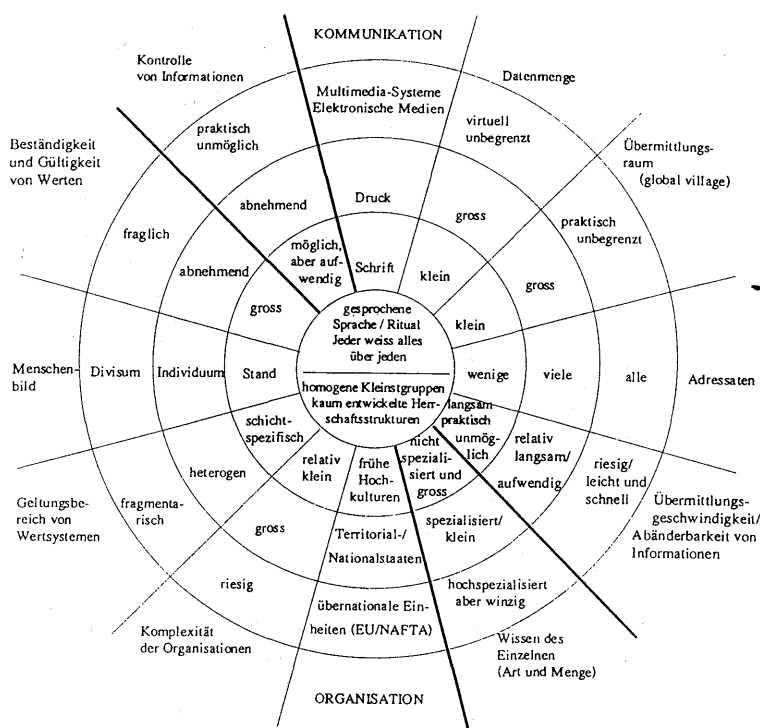 KOMMUNIKATION
Kontrolle
von Informationen
Multimedia-Systeme
Elektronische Medien
Datenmenge
praktisch
unmöglich
virtuell
unbegrenzt
Beständigkeit
und Gültigkeit
von Werten
Übermittlungs-
raum
(global village)
abnehmend
Druck
gross
fraglich
praktisch
unbegrenzt
abnehmend
möglich,
aber auf-
wendig
Schrift
klein
gross
gross
klein
gesprochene
Sprache / Ritual
Jeder weiss alles
über jeden
Menschen-
bild
Divisum
Individuum
Stand
wenige
viele
alle
Adressaten
homogene Kleinstgruppen
kaum entwickelte Herr-
schaftsstrukturen
schicht-
spezifisch
langsam
praktisch
unmög-
lich
heterogen
relativ
klein
frühe
Hoch-
kulturen
nicht
spezial-
isiert und
gross
relativ
langsam/
aufwendig
riesig/
leicht und
schnell
Geltungsbe-
reich von
Wertsystemen
fragmenta-
risch
gross
Territorial-/
Nationalstaaten
spezialisiert/
klein
Übermittlungs-
geschwindigkeit/
Abänderbarkeit von
Informationen
riesig
übernationale Ein-
heiten (EU/NAFTA)
hochspezialisiert
aber winzig
Komplexität
der Organisationen
Wissen des
Einzelnen
(Art und Menge)
ORGANISATION